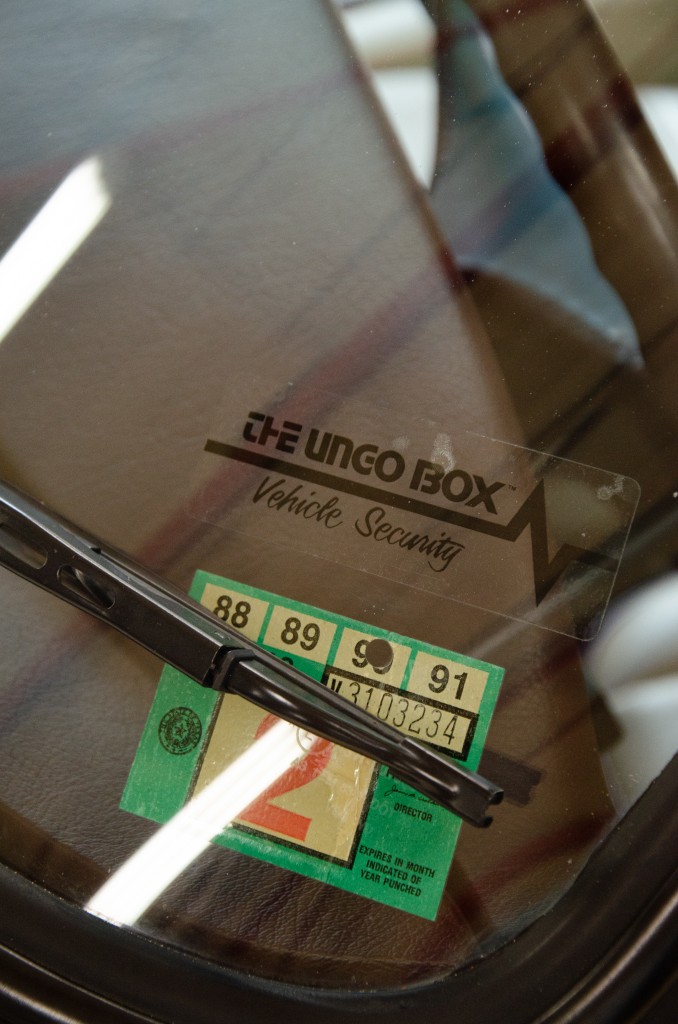 THE UNGO BOX™
Vehicle Security
88 89 91
3103234
2
DIRECTOR
EXPIRES IN MONTH
INDICATED OF
YEAR PUNCHED